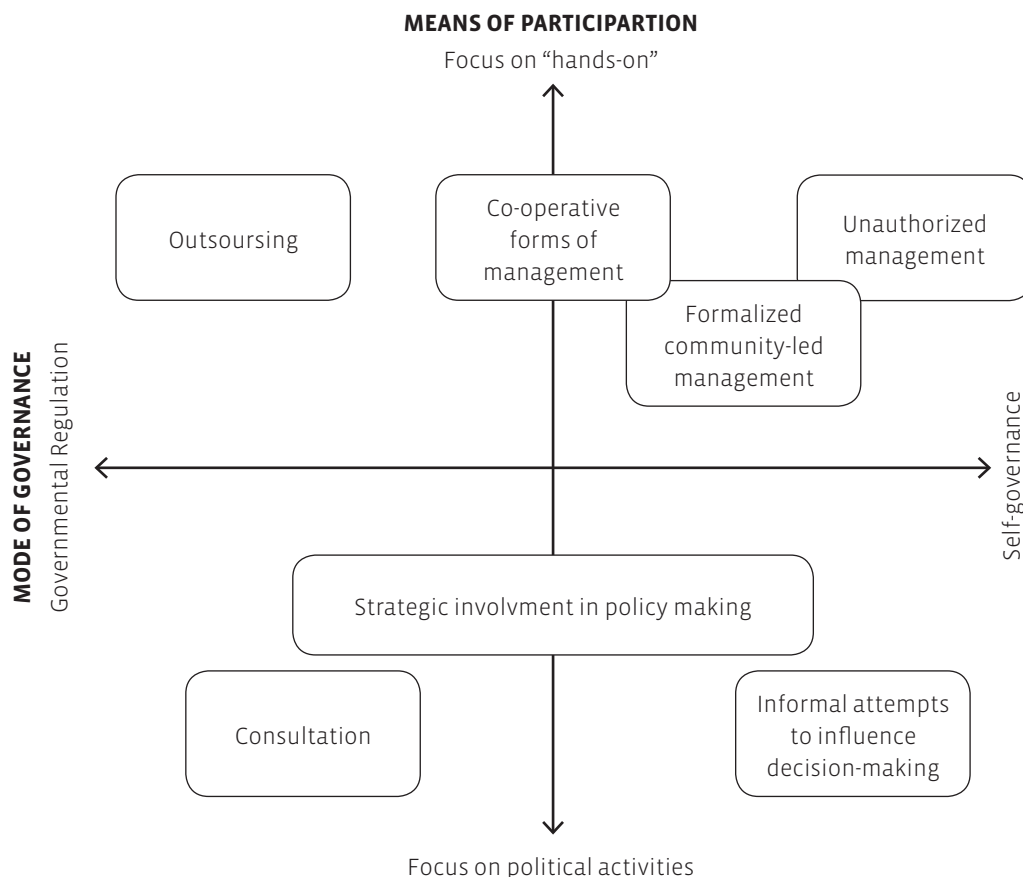 MEANS OF PARTICIPARTION
Focus on “hands-on”
Outsoursing
Co-operative
forms of
management
Unauthorized
management
Formalized
community-led
management
MODE OF GOVERNANCE
Governmental Regulation
Self-governance
Strategic involvment in policy making
Consultation
Informal attempts
to influence
decision-making
Focus on political activities